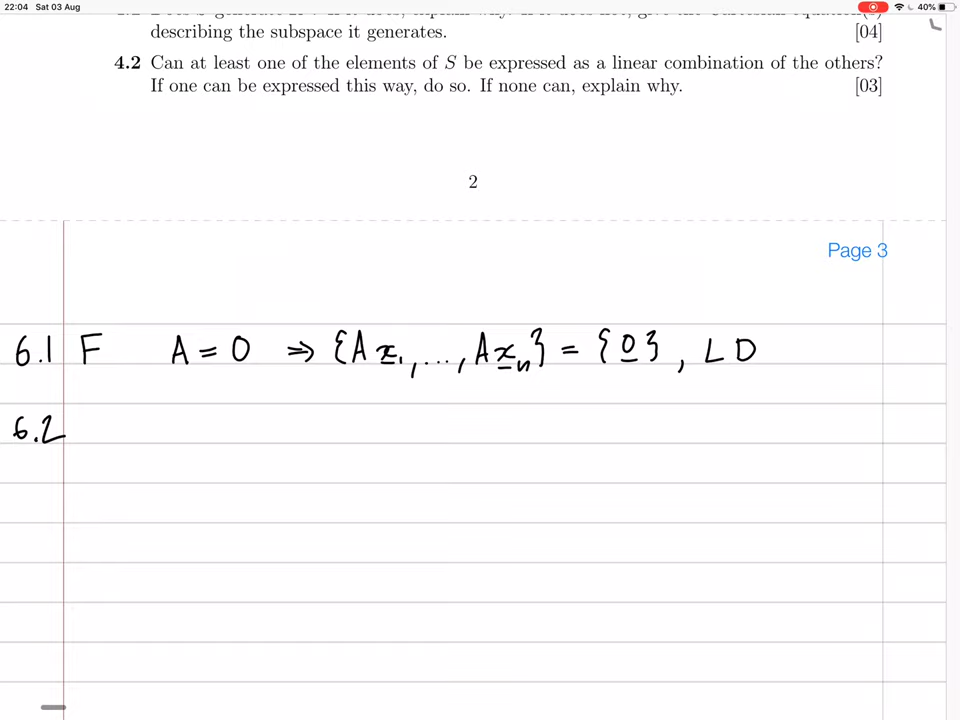 22:04 Sat 03 Aug 40%
describing the subspace it generates. [04]
4.2 Can at least one of the elements of S be expressed as a linear combination of the others?
If one can be expressed this way, do so. If none can, explain why. [03]
2
Page 3
6.1 F A = 0 ⇒ {Ax₁, ..., Axₙ} = {0}, LD
6.2